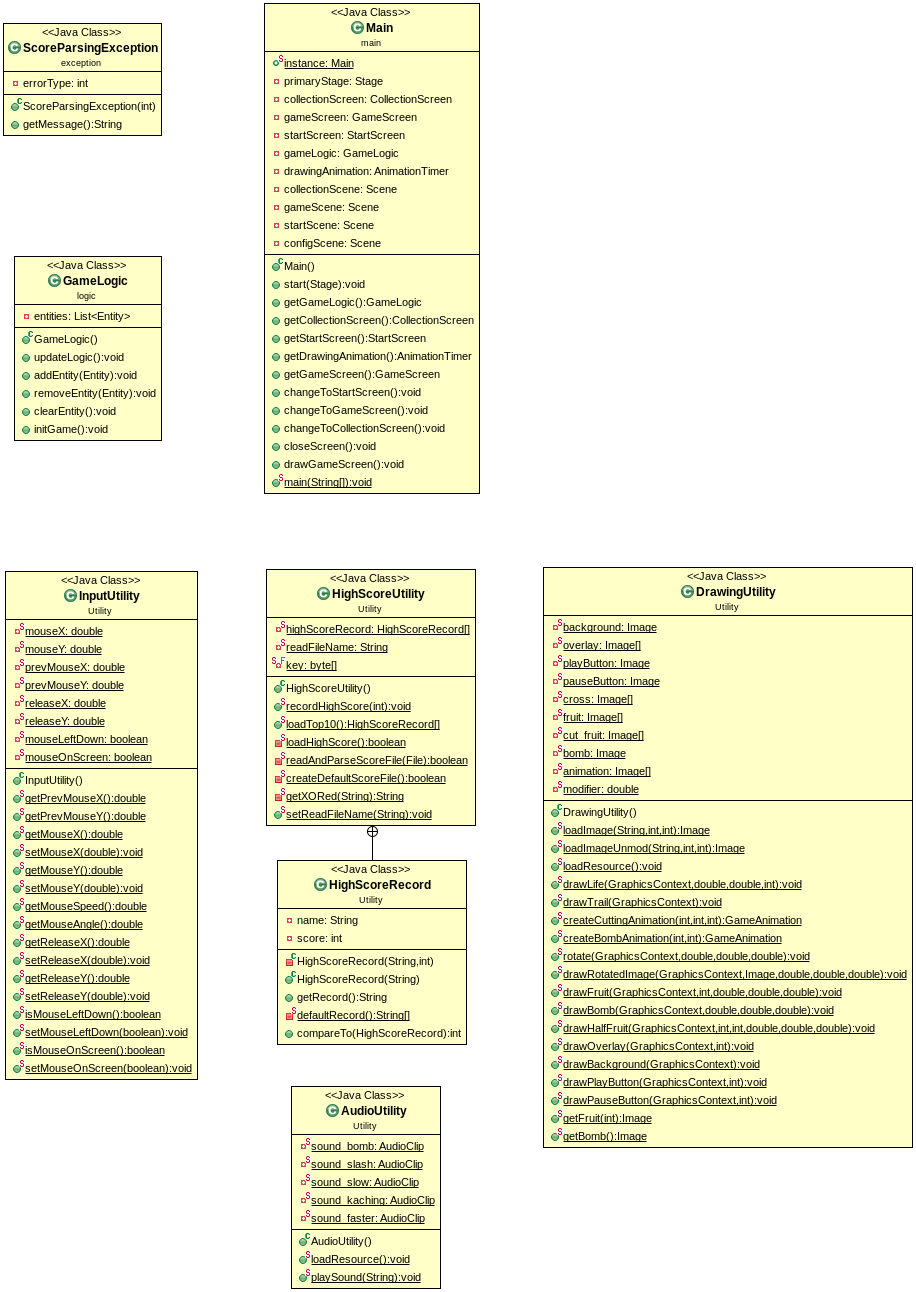 <<Java Class>>
ScoreParsingException
exception
errorType: int
ScoreParsingException(int)
getMessage():String
<<Java Class>>
Main
main
instance: Main
primaryStage: Stage
collectionScreen: CollectionScreen
gameScreen: GameScreen
startScreen: StartScreen
gameLogic: GameLogic
drawingAnimation: AnimationTimer
collectionScene: Scene
gameScene: Scene
startScene: Scene
configScene: Scene
Main()
start(Stage):void
getGameLogic():GameLogic
getCollectionScreen():CollectionScreen
getStartScreen():StartScreen
getDrawingAnimation():AnimationTimer
getGameScreen():GameScreen
changeToStartScreen():void
changeToGameScreen():void
changeToCollectionScreen():void
closeScreen():void
drawGameScreen():void
main(String[]):void
<<Java Class>>
GameLogic
logic
entities: List<Entity>
GameLogic()
updateLogic():void
addEntity(Entity):void
removeEntity(Entity):void
clearEntity():void
initGame():void
<<Java Class>>
InputUtility
Utility
mouseX: double
mouseY: double
prevMouseX: double
prevMouseY: double
releaseX: double
releaseY: double
mouseLeftDown: boolean
mouseOnScreen: boolean
InputUtility()
getPrevMouseX():double
getPrevMouseY():double
getMouseX():double
setMouseX(double):void
getMouseY():double
setMouseY(double):void
getMouseSpeed():double
getMouseAngle():double
getReleaseX():double
setReleaseX(double):void
getReleaseY():double
setReleaseY(double):void
isMouseLeftDown():boolean
setMouseLeftDown(boolean):void
isMouseOnScreen():boolean
setMouseOnScreen(boolean):void
<<Java Class>>
HighScoreUtility
Utility
highScoreRecord: HighScoreRecord[]
readFileName: String
key: byte[]
HighScoreUtility()
recordHighScore(int):void
loadTop10():HighScoreRecord[]
loadHighScore():boolean
readAndParseScoreFile(File):boolean
createDefaultScoreFile():boolean
getXORed(String):String
setReadFileName(String):void
<<Java Class>>
HighScoreRecord
Utility
name: String
score: int
HighScoreRecord(String,int)
HighScoreRecord(String)
getRecord():String
defaultRecord():String[]
compareTo(HighScoreRecord):int
<<Java Class>>
AudioUtility
Utility
sound_bomb: AudioClip
sound_slash: AudioClip
sound_slow: AudioClip
sound_kaching: AudioClip
sound_faster: AudioClip
AudioUtility()
loadResource():void
playSound(String):void
<<Java Class>>
DrawingUtility
Utility
background: Image
overlay: Image[]
playButton: Image
pauseButton: Image
cross: Image[]
fruit: Image[]
cut_fruit: Image[]
bomb: Image
animation: Image[]
modifier: double
DrawingUtility()
loadImage(String,int,int):Image
loadImageUnmod(String,int,int):Image
loadResource():void
drawLife(GraphicsContext,double,double,int):void
drawTrail(GraphicsContext):void
createCuttingAnimation(int,int,int):GameAnimation
createBombAnimation(int,int):GameAnimation
rotate(GraphicsContext,double,double,double):void
drawRotatedImage(GraphicsContext,Image,double,double,double):void
drawFruit(GraphicsContext,int,double,double,double):void
drawBomb(GraphicsContext,double,double,double):void
drawHalfFruit(GraphicsContext,int,int,double,double,double):void
drawOverlay(GraphicsContext,int):void
drawBackground(GraphicsContext):void
drawPlayButton(GraphicsContext,int):void
drawPauseButton(GraphicsContext,int):void
getFruit(int):Image
getBomb():Image